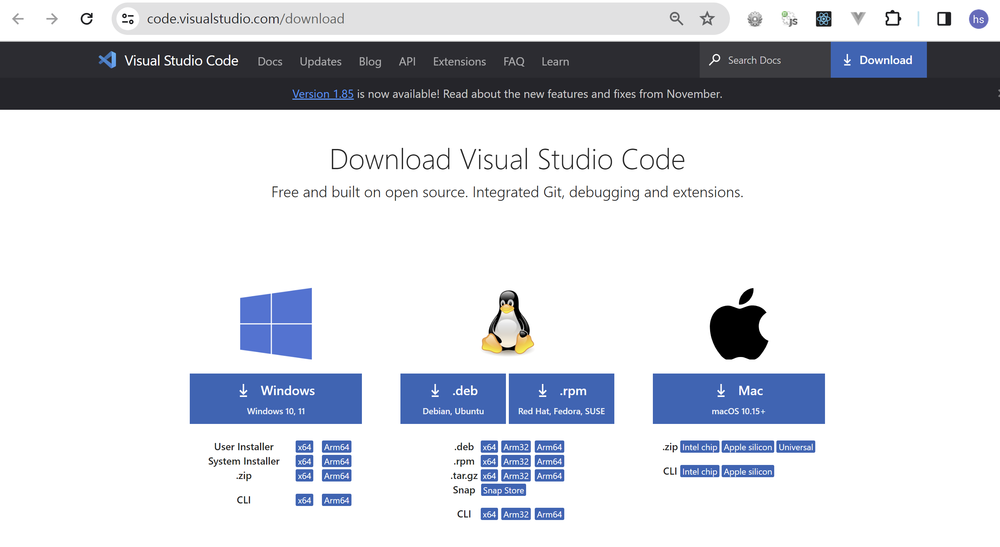 code.visualstudio.com/download
hs
JS
Visual Studio Code Docs Updates Blog API Extensions FAQ Learn Search Docs Download
Version 1.85 is now available! Read about the new features and fixes from November.
Download Visual Studio Code
Free and built on open source. Integrated Git, debugging and extensions.
Windows
Windows 10, 11
User Installer x64 Arm64
System Installer x64 Arm64
.zip x64 Arm64
CLI x64 Arm64
.deb
Debian, Ubuntu
.rpm
Red Hat, Fedora, SUSE
.deb x64 Arm32 Arm64
.rpm x64 Arm32 Arm64
.tar.gz x64 Arm32 Arm64
Snap Snap Store
CLI x64 Arm32 Arm64
Mac
macOS 10.15+
.zip Intel chip Apple silicon Universal
CLI Intel chip Apple silicon